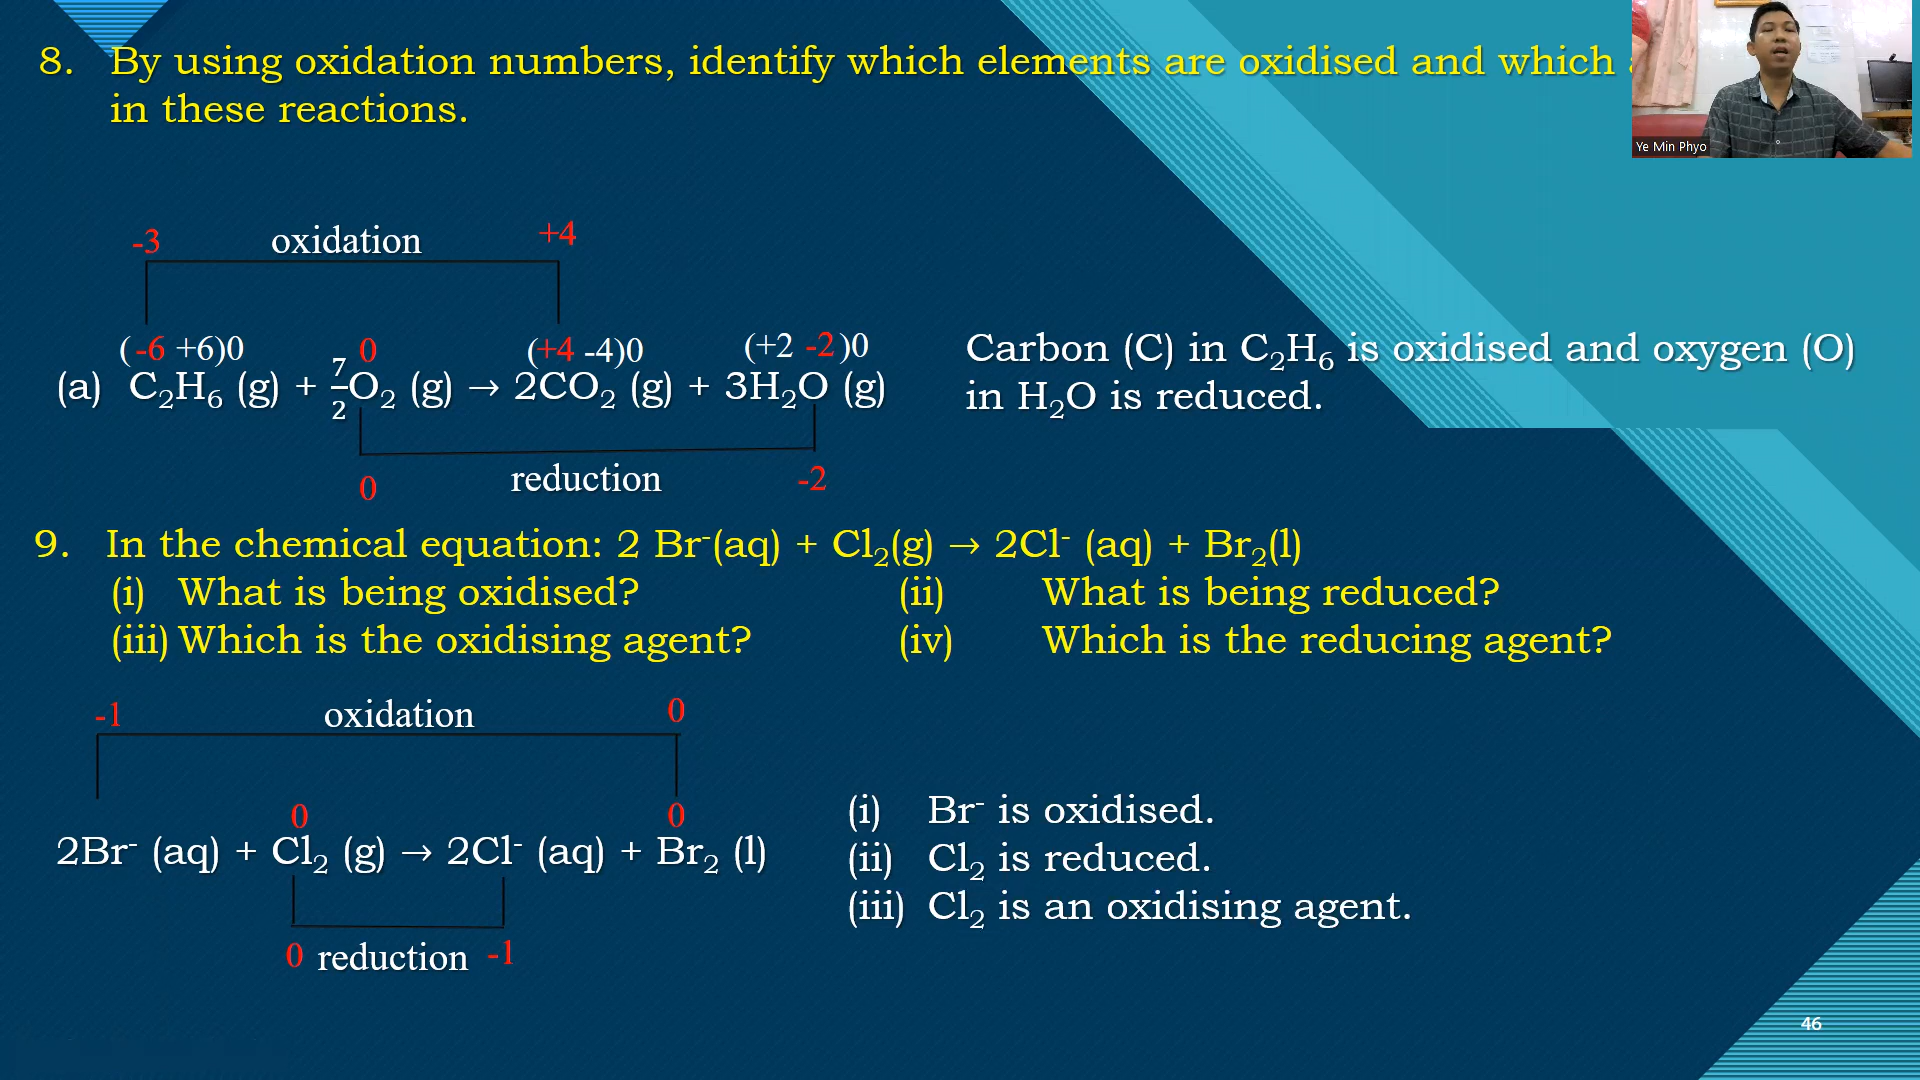 8. By using oxidation numbers, identify which elements are oxidised and which
in these reactions.
Ye Min Phyo
-3 oxidation +4
(-6 +6)0 0 (+4 -4)0 (+2 -2)0
(a) C₂H₆ (g) + 7/2 O₂ (g) → 2CO₂ (g) + 3H₂O (g)
0 reduction -2
Carbon (C) in C₂H₆ is oxidised and oxygen (O)
in H₂O is reduced.
9. In the chemical equation: 2 Br⁻(aq) + Cl₂(g) → 2Cl⁻ (aq) + Br₂(l)
(i) What is being oxidised? (ii) What is being reduced?
(iii) Which is the oxidising agent? (iv) Which is the reducing agent?
-1 oxidation 0
0 0
2Br⁻ (aq) + Cl₂ (g) → 2Cl⁻ (aq) + Br₂ (l)
0 reduction -1
(i) Br⁻ is oxidised.
(ii) Cl₂ is reduced.
(iii) Cl₂ is an oxidising agent.
46